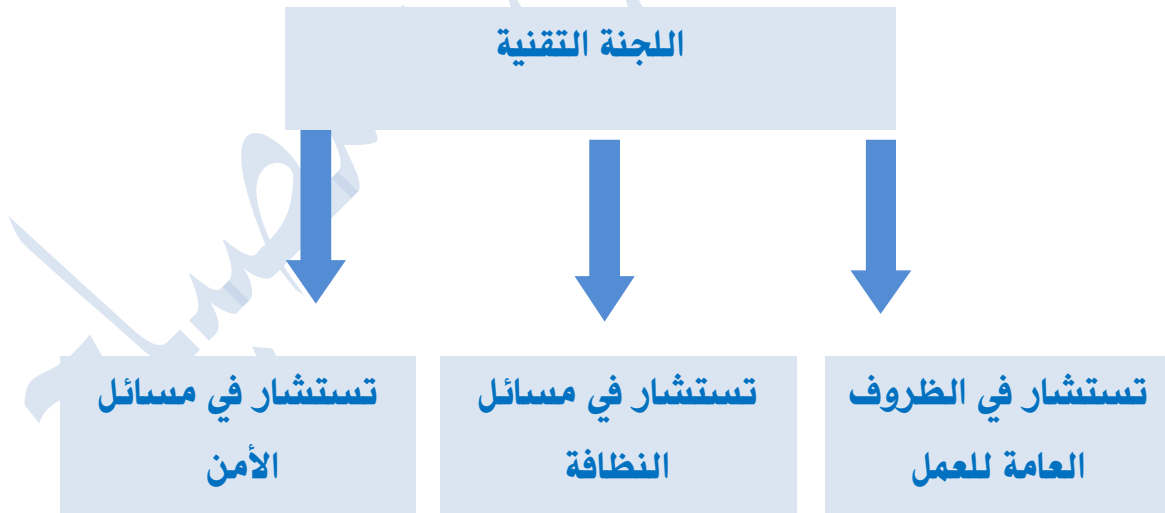 اللجنة التقنية
تستشار في الظروف
العامة للعمل
تستشار في مسائل
النظافة
تستشار في مسائل
الأمن